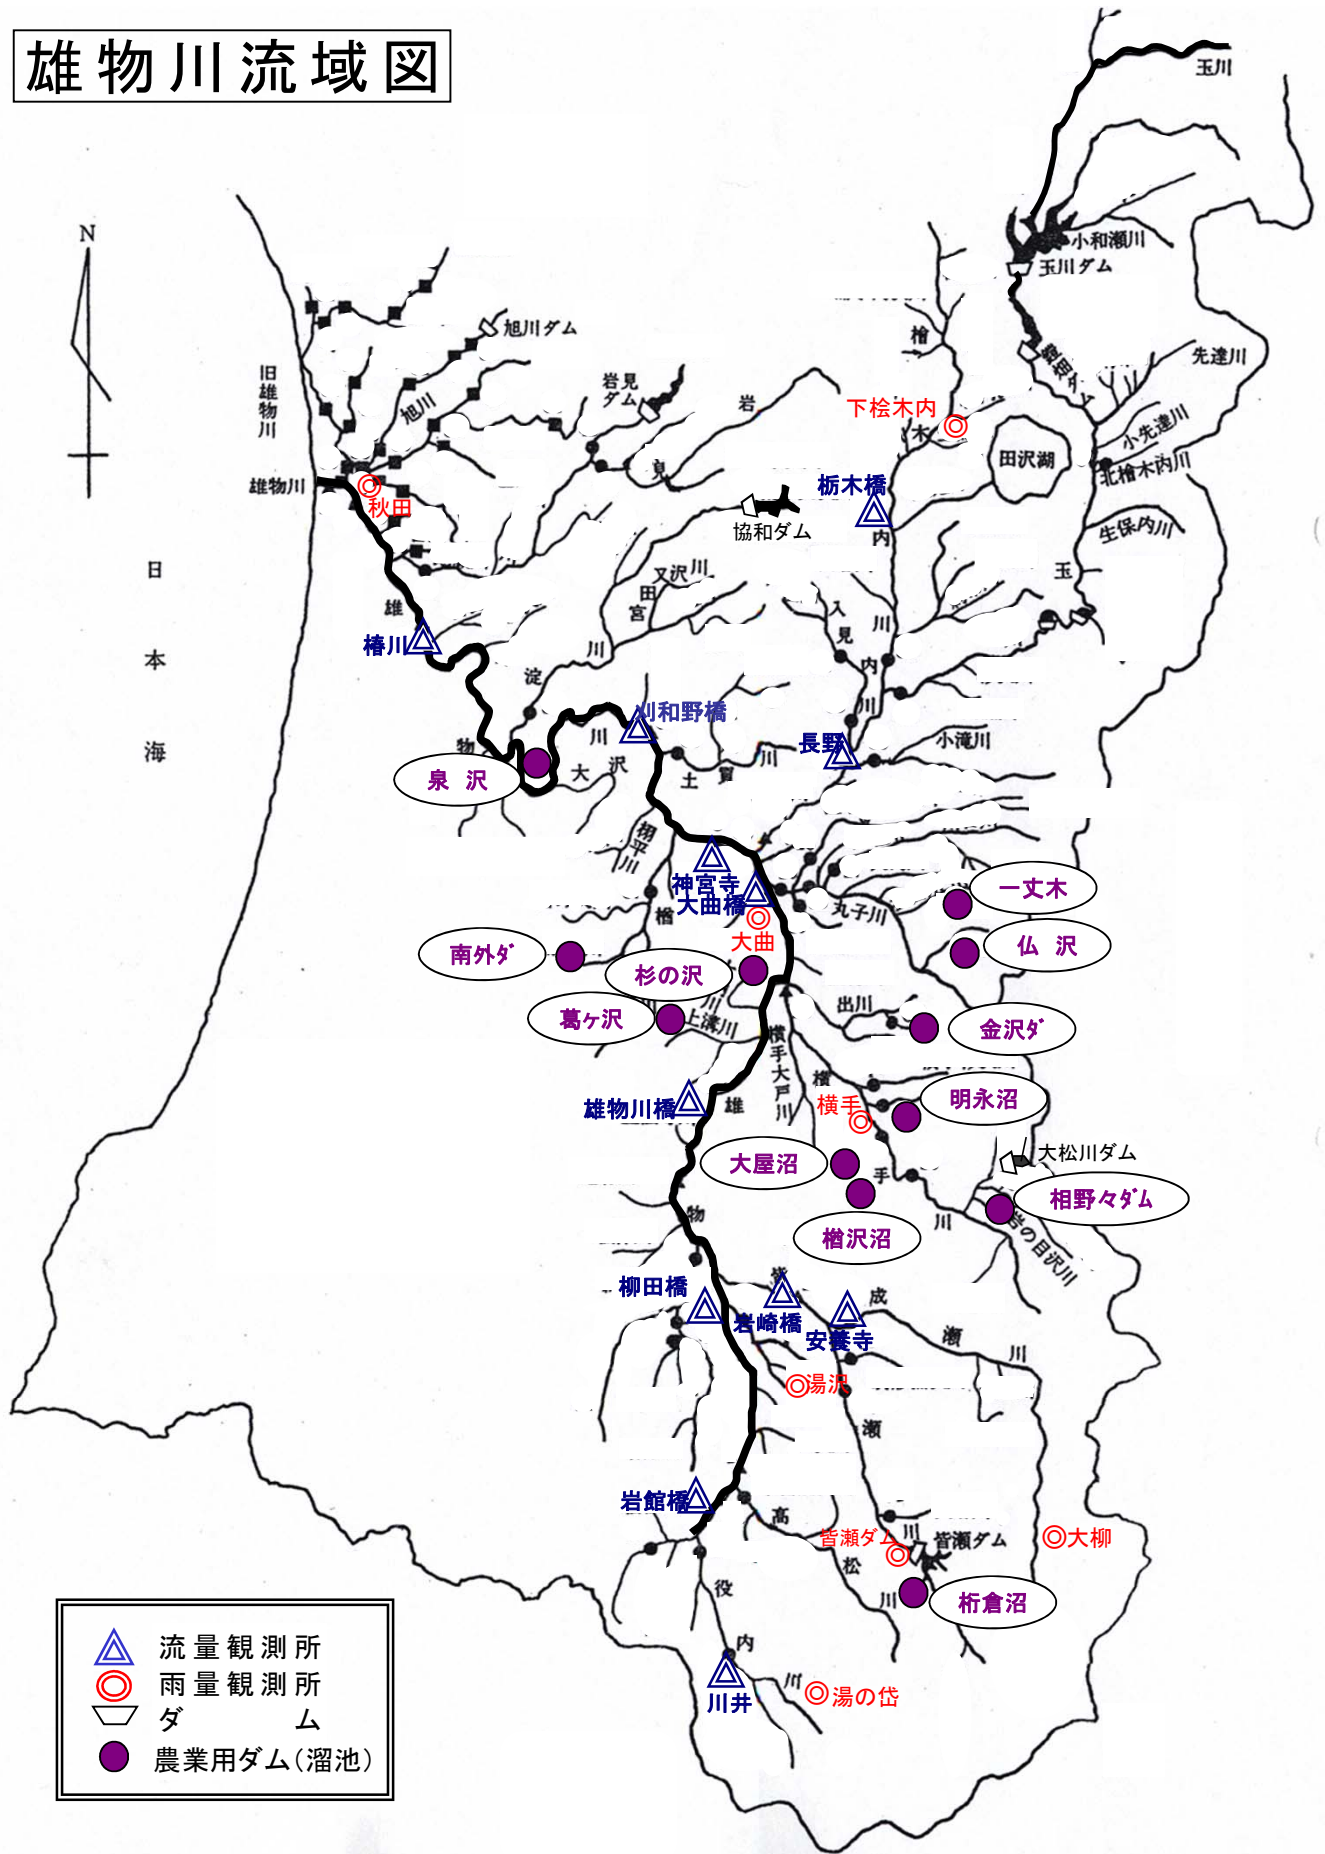 雄物川流域図
玉川
N
小和瀬川
玉川ダム
旭川ダム
鎧畑ダム
先達川
檜
旧雄物川
岩見ダム
旭川
岩
下桧木内
木
小先達川
田沢湖
見
北檜木内川
雄物川
秋田
栃木橋
協和ダム
内
生保内川
日本海
又沢川
田
宮
玉
雄
入
見
内
川
川
椿川
川
淀
刈和野橋
物
川
長野
小滝川
泉 沢
大
沢
土
買
川
栩平川
神宮寺
大曲橋
一丈木
楢
丸子川
大曲
仏 沢
南外ダ
杉の沢
川
出川
葛ヶ沢
上溝川
金沢ダ
横手大戸川
横
明永沼
横手
雄物川橋
雄
大松川ダム
大屋沼
手
相野々ダム
物
川
岩の目沢川
楢沢沼
柳田橋
皆
岩崎橋
安養寺
成
瀬
川
湯沢
瀬
岩館橋
高
川
皆瀬ダム
皆瀬ダム
大柳
松
川
桁倉沼
役
内
川
川井
湯の岱
流量観測所
雨量観測所
ダム
農業用ダム(溜池)